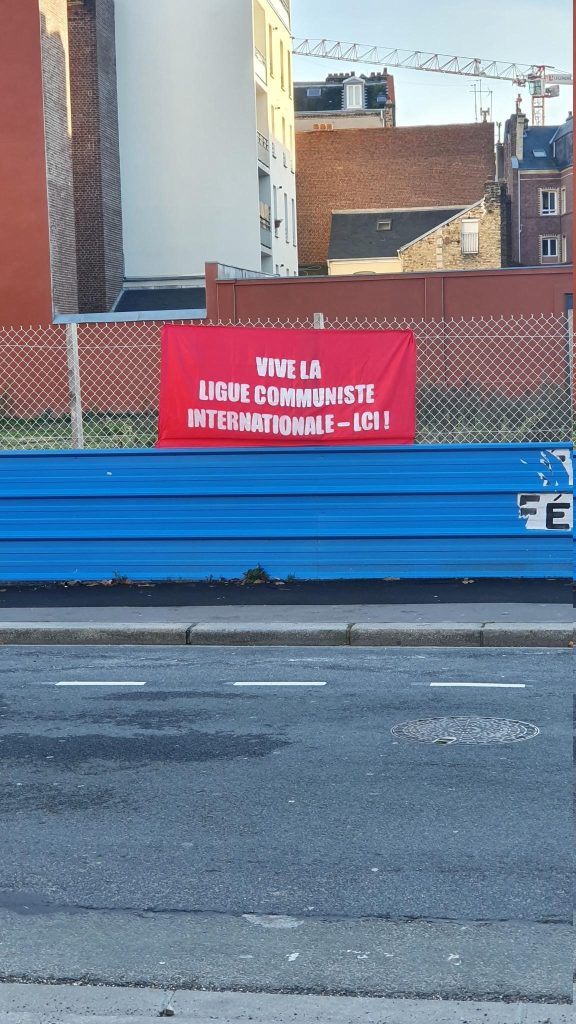 VIVE LA
LIGUE COMMUNISTE
INTERNATIONALE – LCI !
FÉ